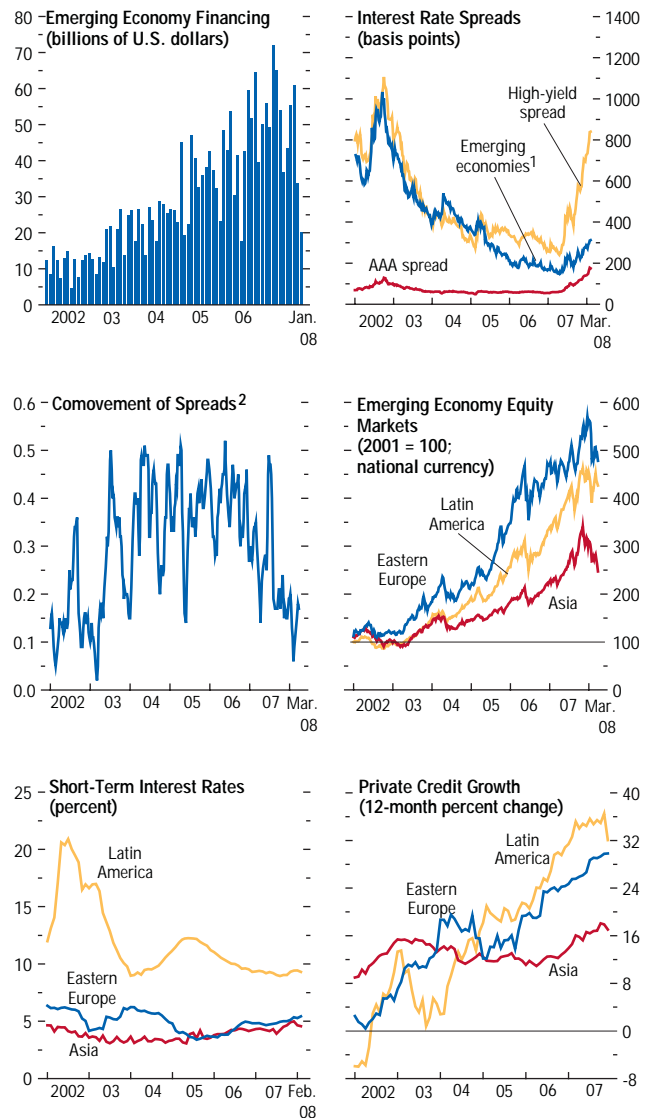 Emerging Economy Financing
(billions of U.S. dollars)
80
70
60
50
40
30
20
10
0
2002 03 04 05 06 Jan.
08
Interest Rate Spreads
(basis points)
1400
1200
1000
800
600
400
200
0
High-yield
spread
Emerging
economies1
AAA spread
2002 03 04 05 06 07 Mar.
08
Comovement of Spreads2
0.6
0.5
0.4
0.3
0.2
0.1
0.0
2002 03 04 05 06 07 Mar.
08
Emerging Economy Equity
Markets
(2001 = 100;
national currency)
600
500
400
300
200
100
0
Latin
America
Eastern
Europe
Asia
2002 03 04 05 06 07 Mar.
08
Short-Term Interest Rates
(percent)
25
20
15
10
5
0
Latin
America
Eastern
Europe
Asia
2002 03 04 05 06 07 Feb.
08
Private Credit Growth
(12-month percent change)
40
32
24
16
8
0
-8
Latin
America
Eastern
Europe
Asia
2002 03 04 05 06 07